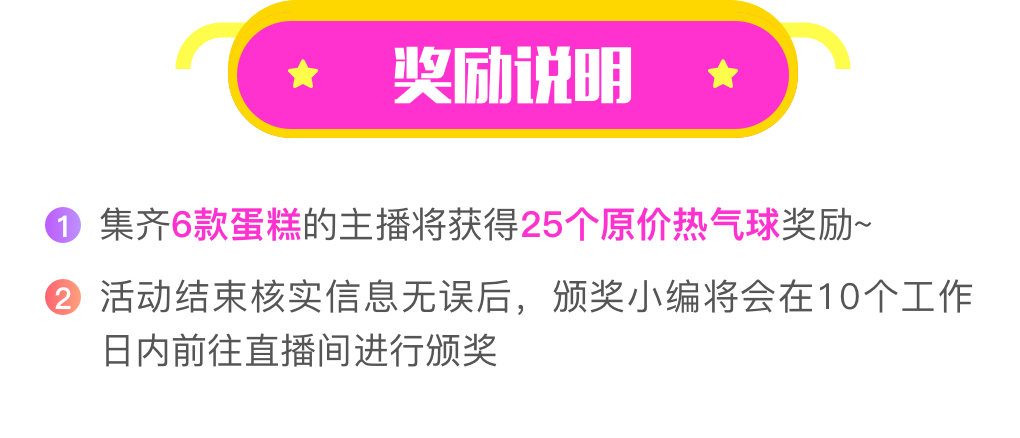 奖励说明
1 集齐6款蛋糕的主播将获得25个原价热气球奖励~
2 活动结束核实信息无误后，颁奖小编将会在10个工作
日内前往直播间进行颁奖